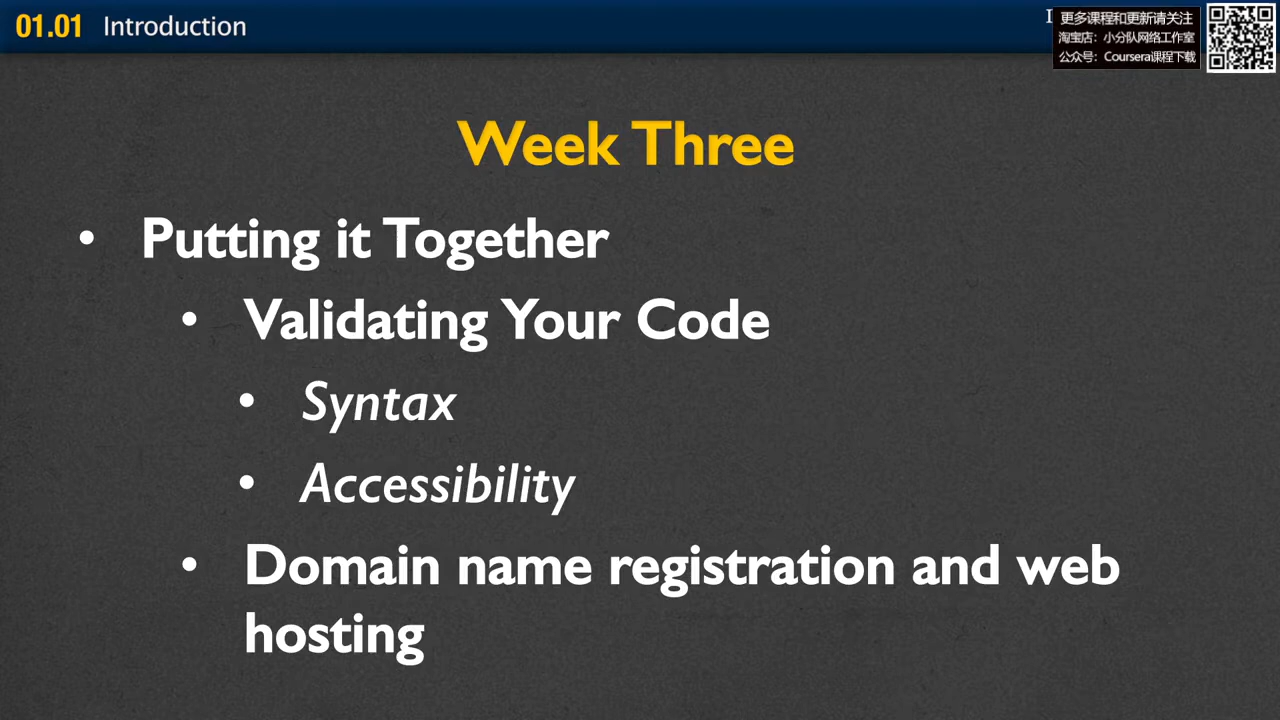 01.01 Introduction
更多课程和更新请关注
淘宝店：小分队网络工作室
公众号：Coursera课程下载
Week Three
• Putting it Together
• Validating Your Code
• Syntax
• Accessibility
• Domain name registration and web
hosting